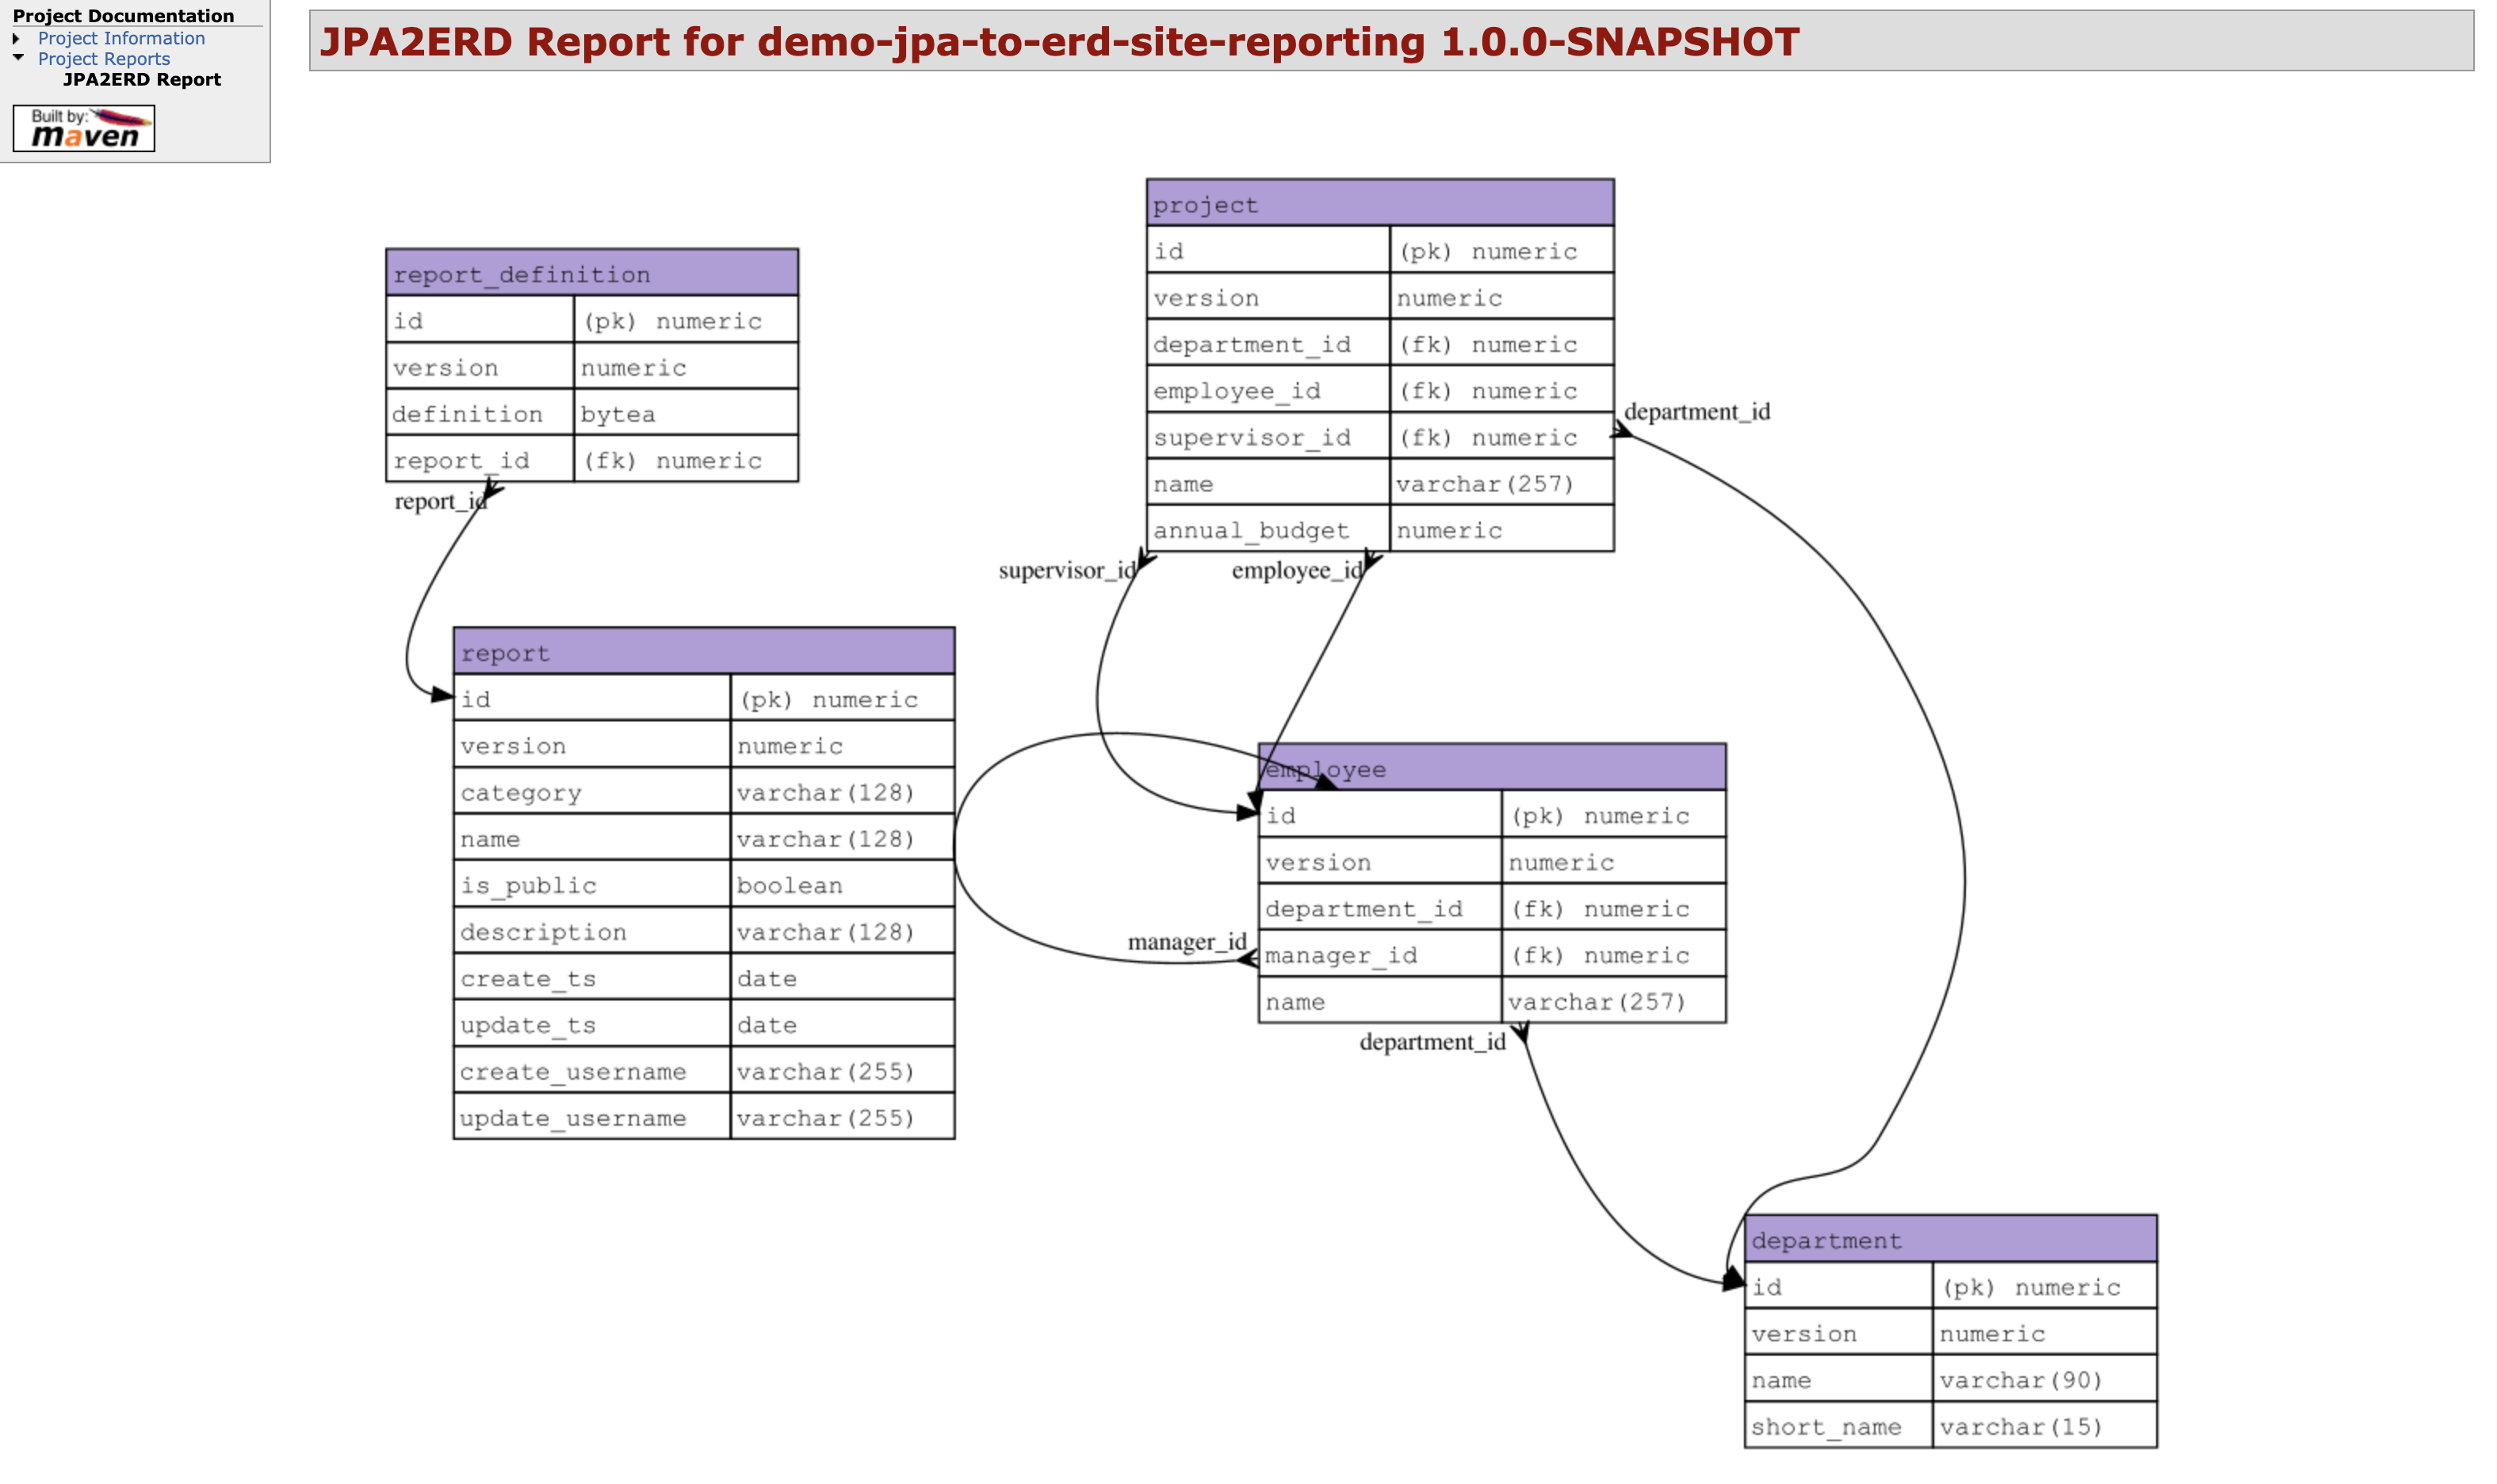 Project Documentation
Project Information
Project Reports
JPA2ERD Report
Built by:
maven
JPA2ERD Report for demo-jpa-to-erd-site-reporting 1.0.0-SNAPSHOT
report_definition
id (pk) numeric
version numeric
definition bytea
report_id (fk) numeric
report_id
project
id (pk) numeric
version numeric
department_id (fk) numeric
employee_id (fk) numeric
supervisor_id (fk) numeric
name varchar(257)
annual_budget numeric
department_id
supervisor_id
employee_id
report
id (pk) numeric
version numeric
category varchar(128)
name varchar(128)
is_public boolean
description varchar(128)
create_ts date
update_ts date
create_username varchar(255)
update_username varchar(255)
employee
id (pk) numeric
version numeric
department_id (fk) numeric
manager_id (fk) numeric
name varchar(257)
manager_id
department_id
department
id (pk) numeric
version numeric
name varchar(90)
short_name varchar(15)